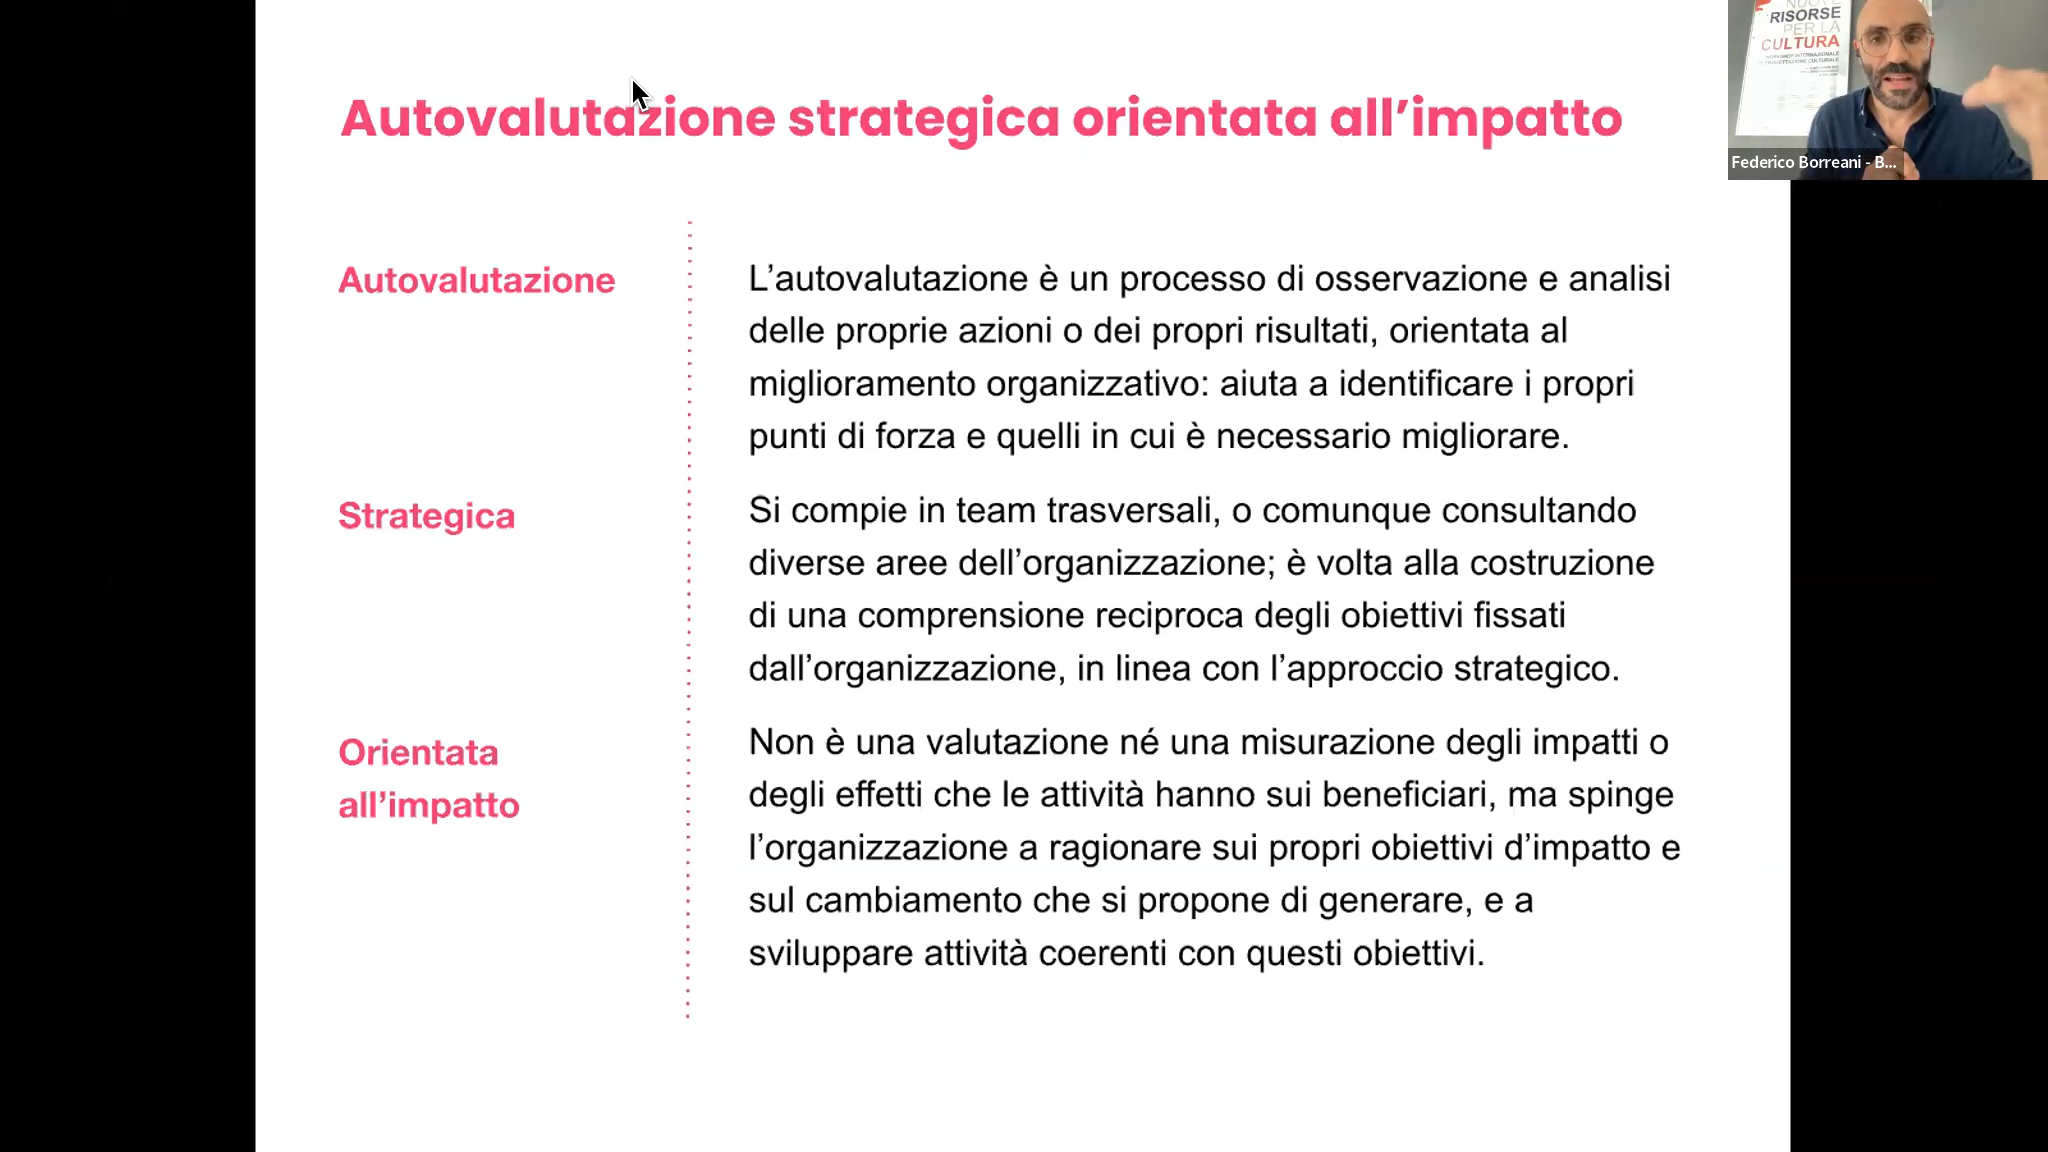 Autovalutazione strategica orientata all’impatto
Autovalutazione
L’autovalutazione è un processo di osservazione e analisi
delle proprie azioni o dei propri risultati, orientata al
miglioramento organizzativo: aiuta a identificare i propri
punti di forza e quelli in cui è necessario migliorare.
Strategica
Si compie in team trasversali, o comunque consultando
diverse aree dell’organizzazione; è volta alla costruzione
di una comprensione reciproca degli obiettivi fissati
dall’organizzazione, in linea con l’approccio strategico.
Orientata
all’impatto
Non è una valutazione né una misurazione degli impatti o
degli effetti che le attività hanno sui beneficiari, ma spinge
l’organizzazione a ragionare sui propri obiettivi d’impatto e
sul cambiamento che si propone di generare, e a
sviluppare attività coerenti con questi obiettivi.
NUOVE
RISORSE
PER LA
CULTURA
WORKSHOP INTERNAZIONALE
Federico Borreani - B...